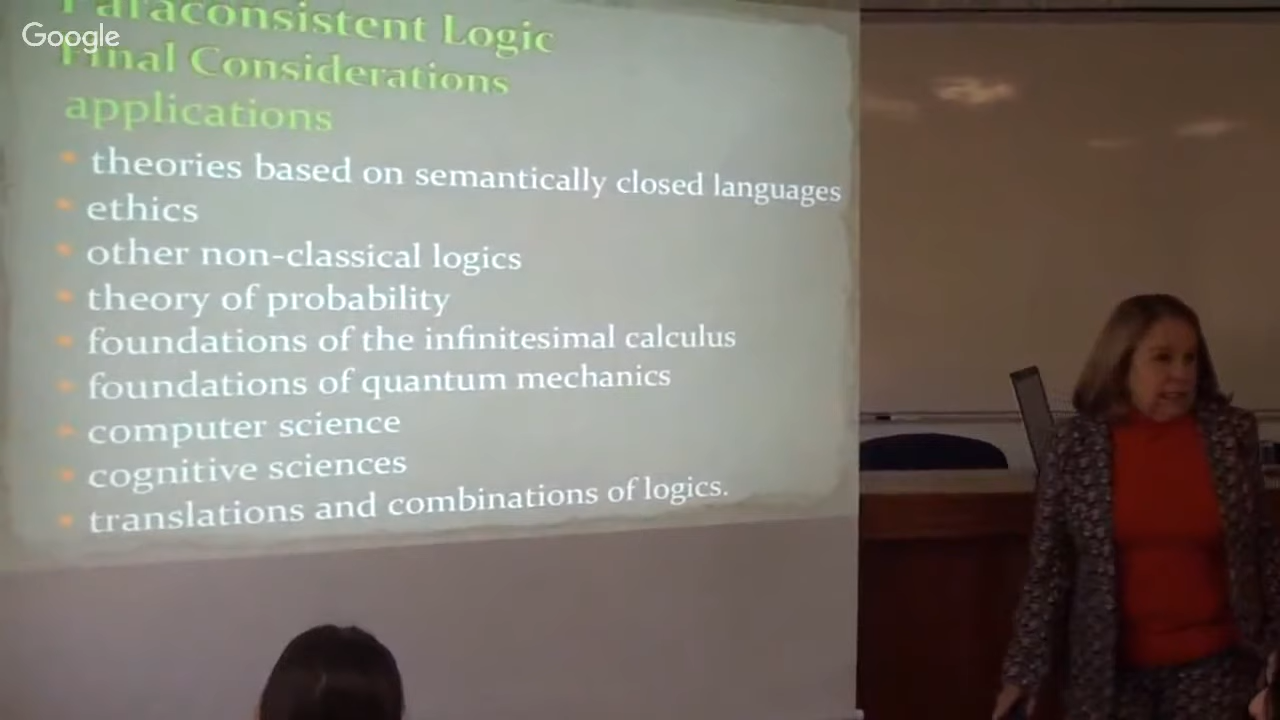 Google
Paraconsistent Logic
Final Considerations
applications
theories based on semantically closed languages
ethics
other non-classical logics
theory of probability
foundations of the infinitesimal calculus
foundations of quantum mechanics
computer science
cognitive sciences
translations and combinations of logics.